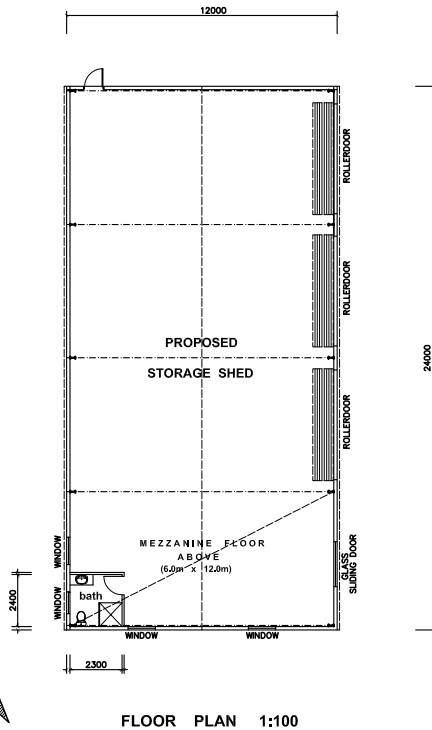 12000
ROLLERDOOR
ROLLERDOOR
PROPOSED
STORAGE SHED
24000
ROLLERDOOR
MEZZANINE FLOOR
ABOVE
(6.0m x 12.0m)
GLASS
SLIDING DOOR
WINDOW
WINDOW
bath
2400
WINDOW
WINDOW
2300
FLOOR PLAN 1:100